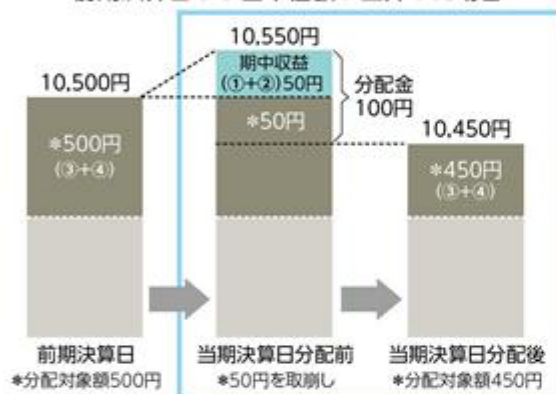 10,550円
期中収益
(①+②)50円
分配金
100円
10,500円
*50円
10,450円
*500円
(③+④)
*450円
(③+④)
前期決算日
当期決算日分配前
当期決算日分配後
*分配対象額500円
*50円を取崩し
*分配対象額450円